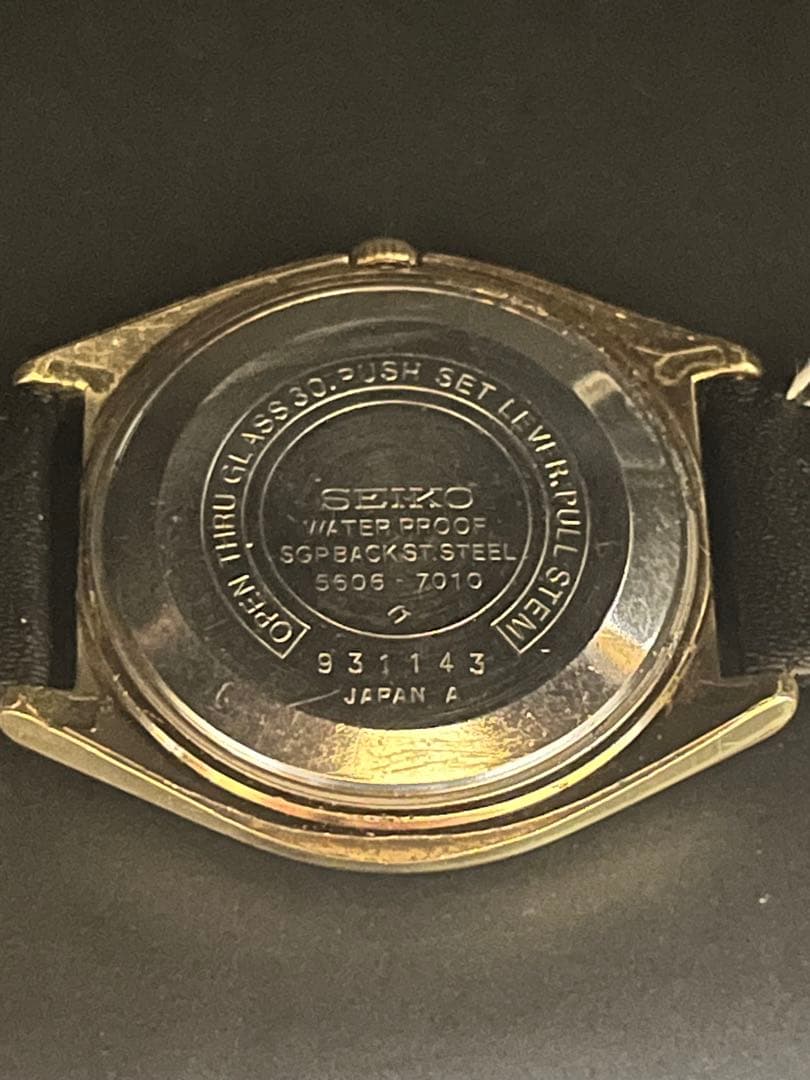 OPEN THRU GLASS 30. PUSH SET LEVER, PULL STEM
SEIKO
WATER PROOF
SGP BACK ST. STEEL
5606-7010
931143
JAPAN A